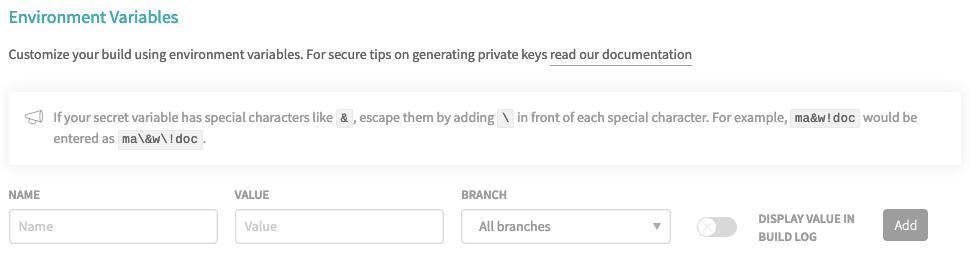 Environment Variables
Customize your build using environment variables. For secure tips on generating private keys read our documentation
If your secret variable has special characters like & , escape them by adding \ in front of each special character. For example, ma&w!doc would be
entered as ma\&w\!doc .
NAME VALUE BRANCH
Name Value All branches DISPLAY VALUE IN BUILD LOG Add